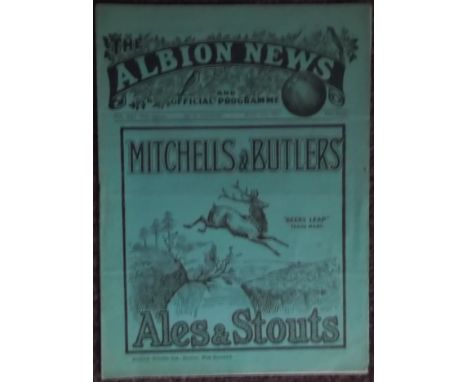 THE
ALBION NEWS
AND
OFFICIAL PROGRAMME
MITCHELLS & BUTLERS
"DEERS LEAP"
TRADE MARK.
Ales & Stouts